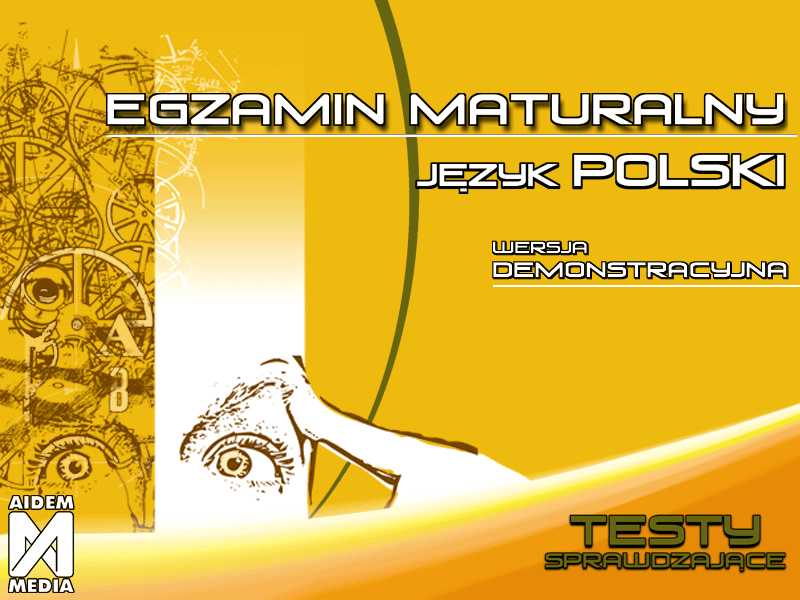 EGZAMIN MATURALNY
JĘZYK POLSKI
WERSJA
DEMONSTRACYJNA
A
B
AIDEM
MEDIA
TESTY
SPRAWDZAJĄCE